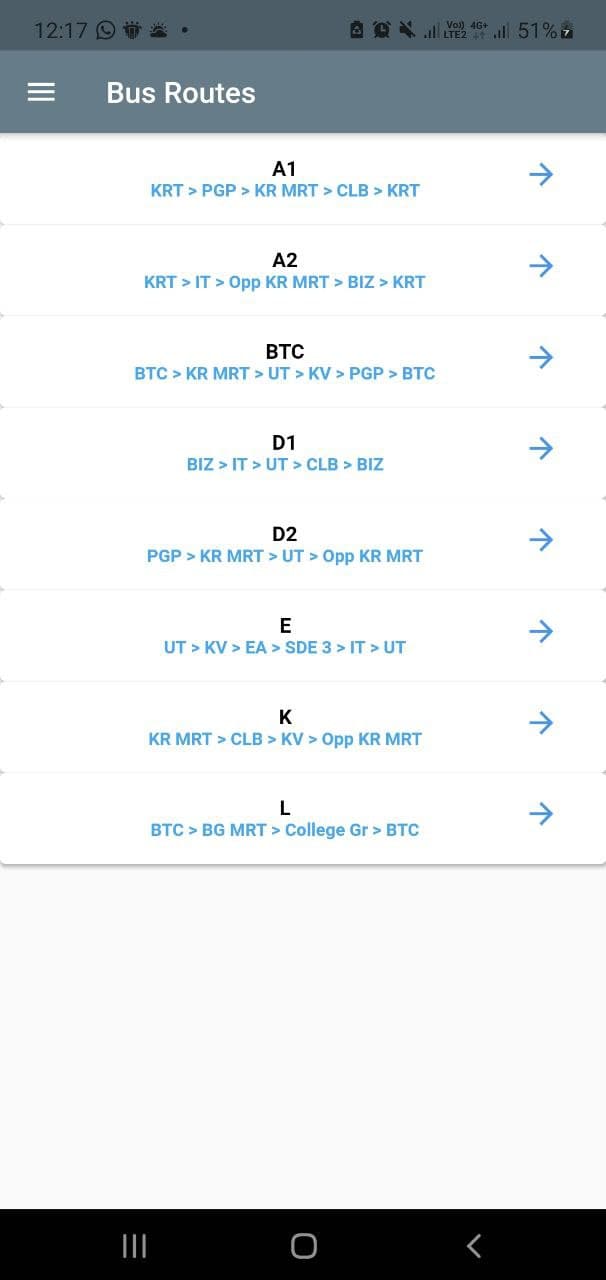 12:17 Vo)) LTE2 4G+ 51%
Bus Routes
A1
KRT > PGP > KR MRT > CLB > KRT
A2
KRT > IT > Opp KR MRT > BIZ > KRT
BTC
BTC > KR MRT > UT > KV > PGP > BTC
D1
BIZ > IT > UT > CLB > BIZ
D2
PGP > KR MRT > UT > Opp KR MRT
E
UT > KV > EA > SDE 3 > IT > UT
K
KR MRT > CLB > KV > Opp KR MRT
L
BTC > BG MRT > College Gr > BTC